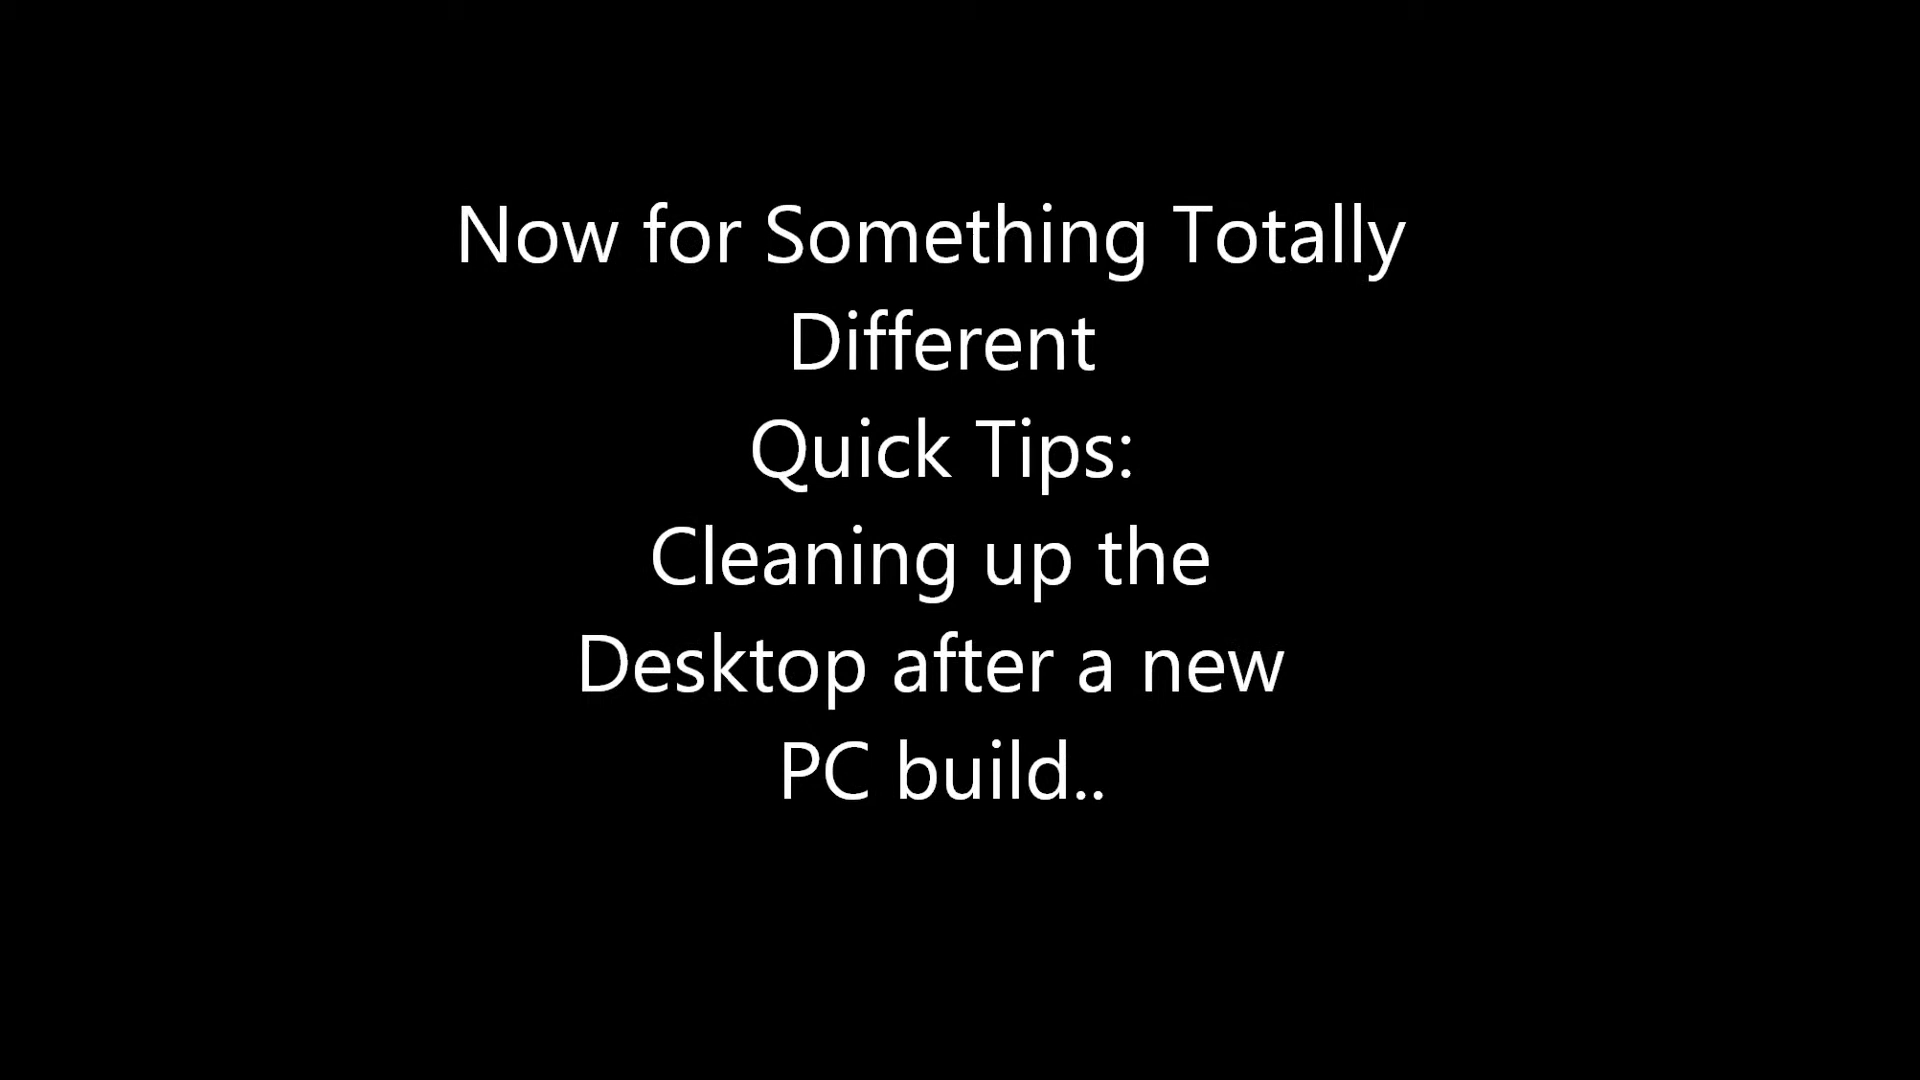 Now for Something Totally
Different
Quick Tips:
Cleaning up the
Desktop after a new
PC build..